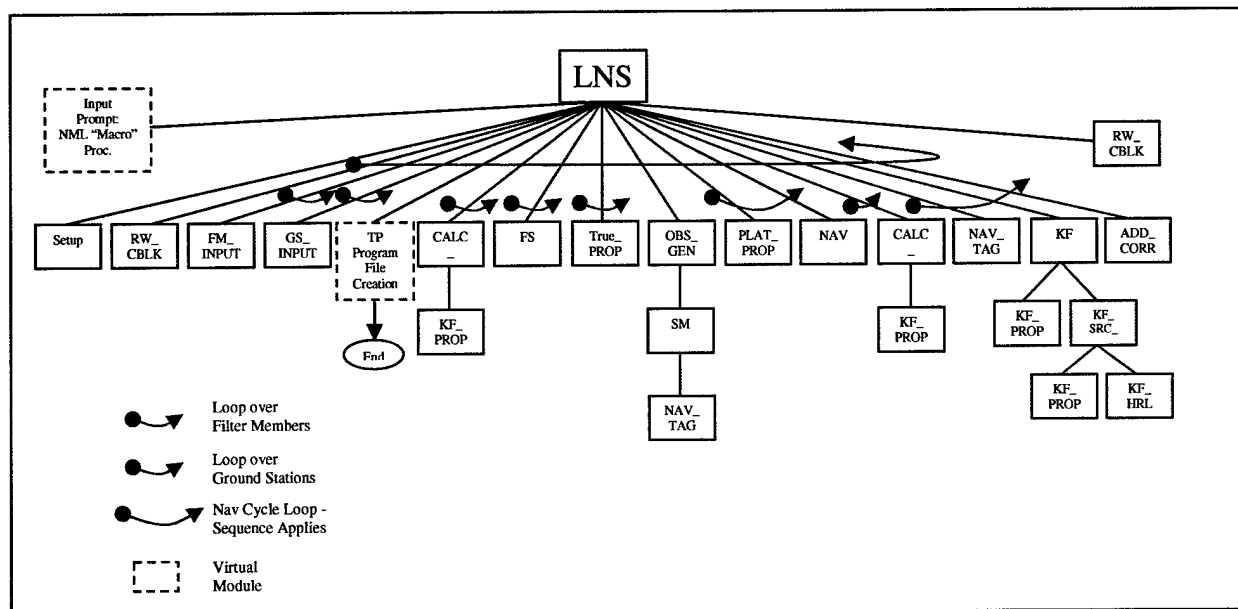 LNS
Input
Prompt:
NML “Macro”
Proc.
RW_
CBLK
Setup
RW_
CBLK
FM_
INPUT
GS_
INPUT
TP
Program
File
Creation
CALC
_
FS
True_
PROP
OBS_
GEN
PLAT_
PROP
NAV
CALC
_
NAV_
TAG
KF
ADD_
CORR
End
KF_
PROP
SM
NAV_
TAG
KF_
PROP
KF_
PROP
KF_
SRC_
KF_
PROP
KF_
HRL
Loop over
Filter Members
Loop over
Ground Stations
Nav Cycle Loop -
Sequence Applies
Virtual
Module